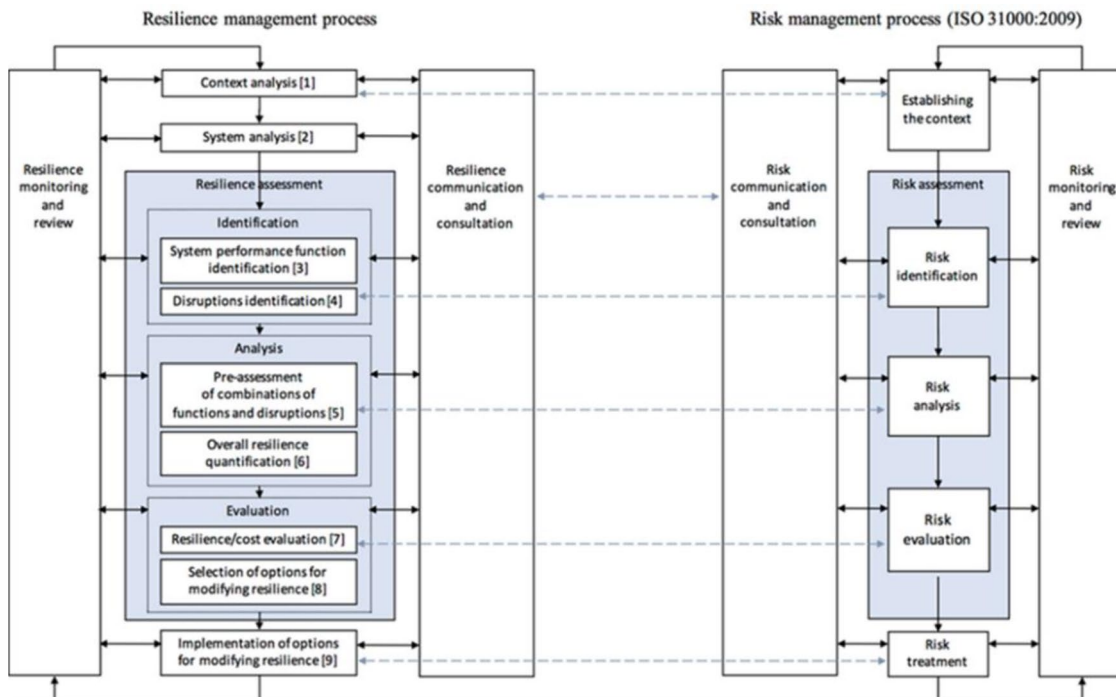 Resilience management process
Risk management process (ISO 31000:2009)
Context analysis [1]
System analysis [2]
Resilience
monitoring
and
review
Resilience assessment
Identification
System performance function
identification [3]
Disruptions identification [4]
Analysis
Pre-assessment
of combinations of
functions and disruptions [5]
Overall resilience
quantification [6]
Evaluation
Resilience/cost evaluation [7]
Selection of options for
modifying resilience [8]
Implementation of options
for modifying resilience [9]
Resilience
communication
and
consultation
Risk
communication
and
consultation
Establishing
the context
Risk assessment
Risk
identification
Risk
analysis
Risk
evaluation
Risk
treatment
Risk
monitoring
and
review